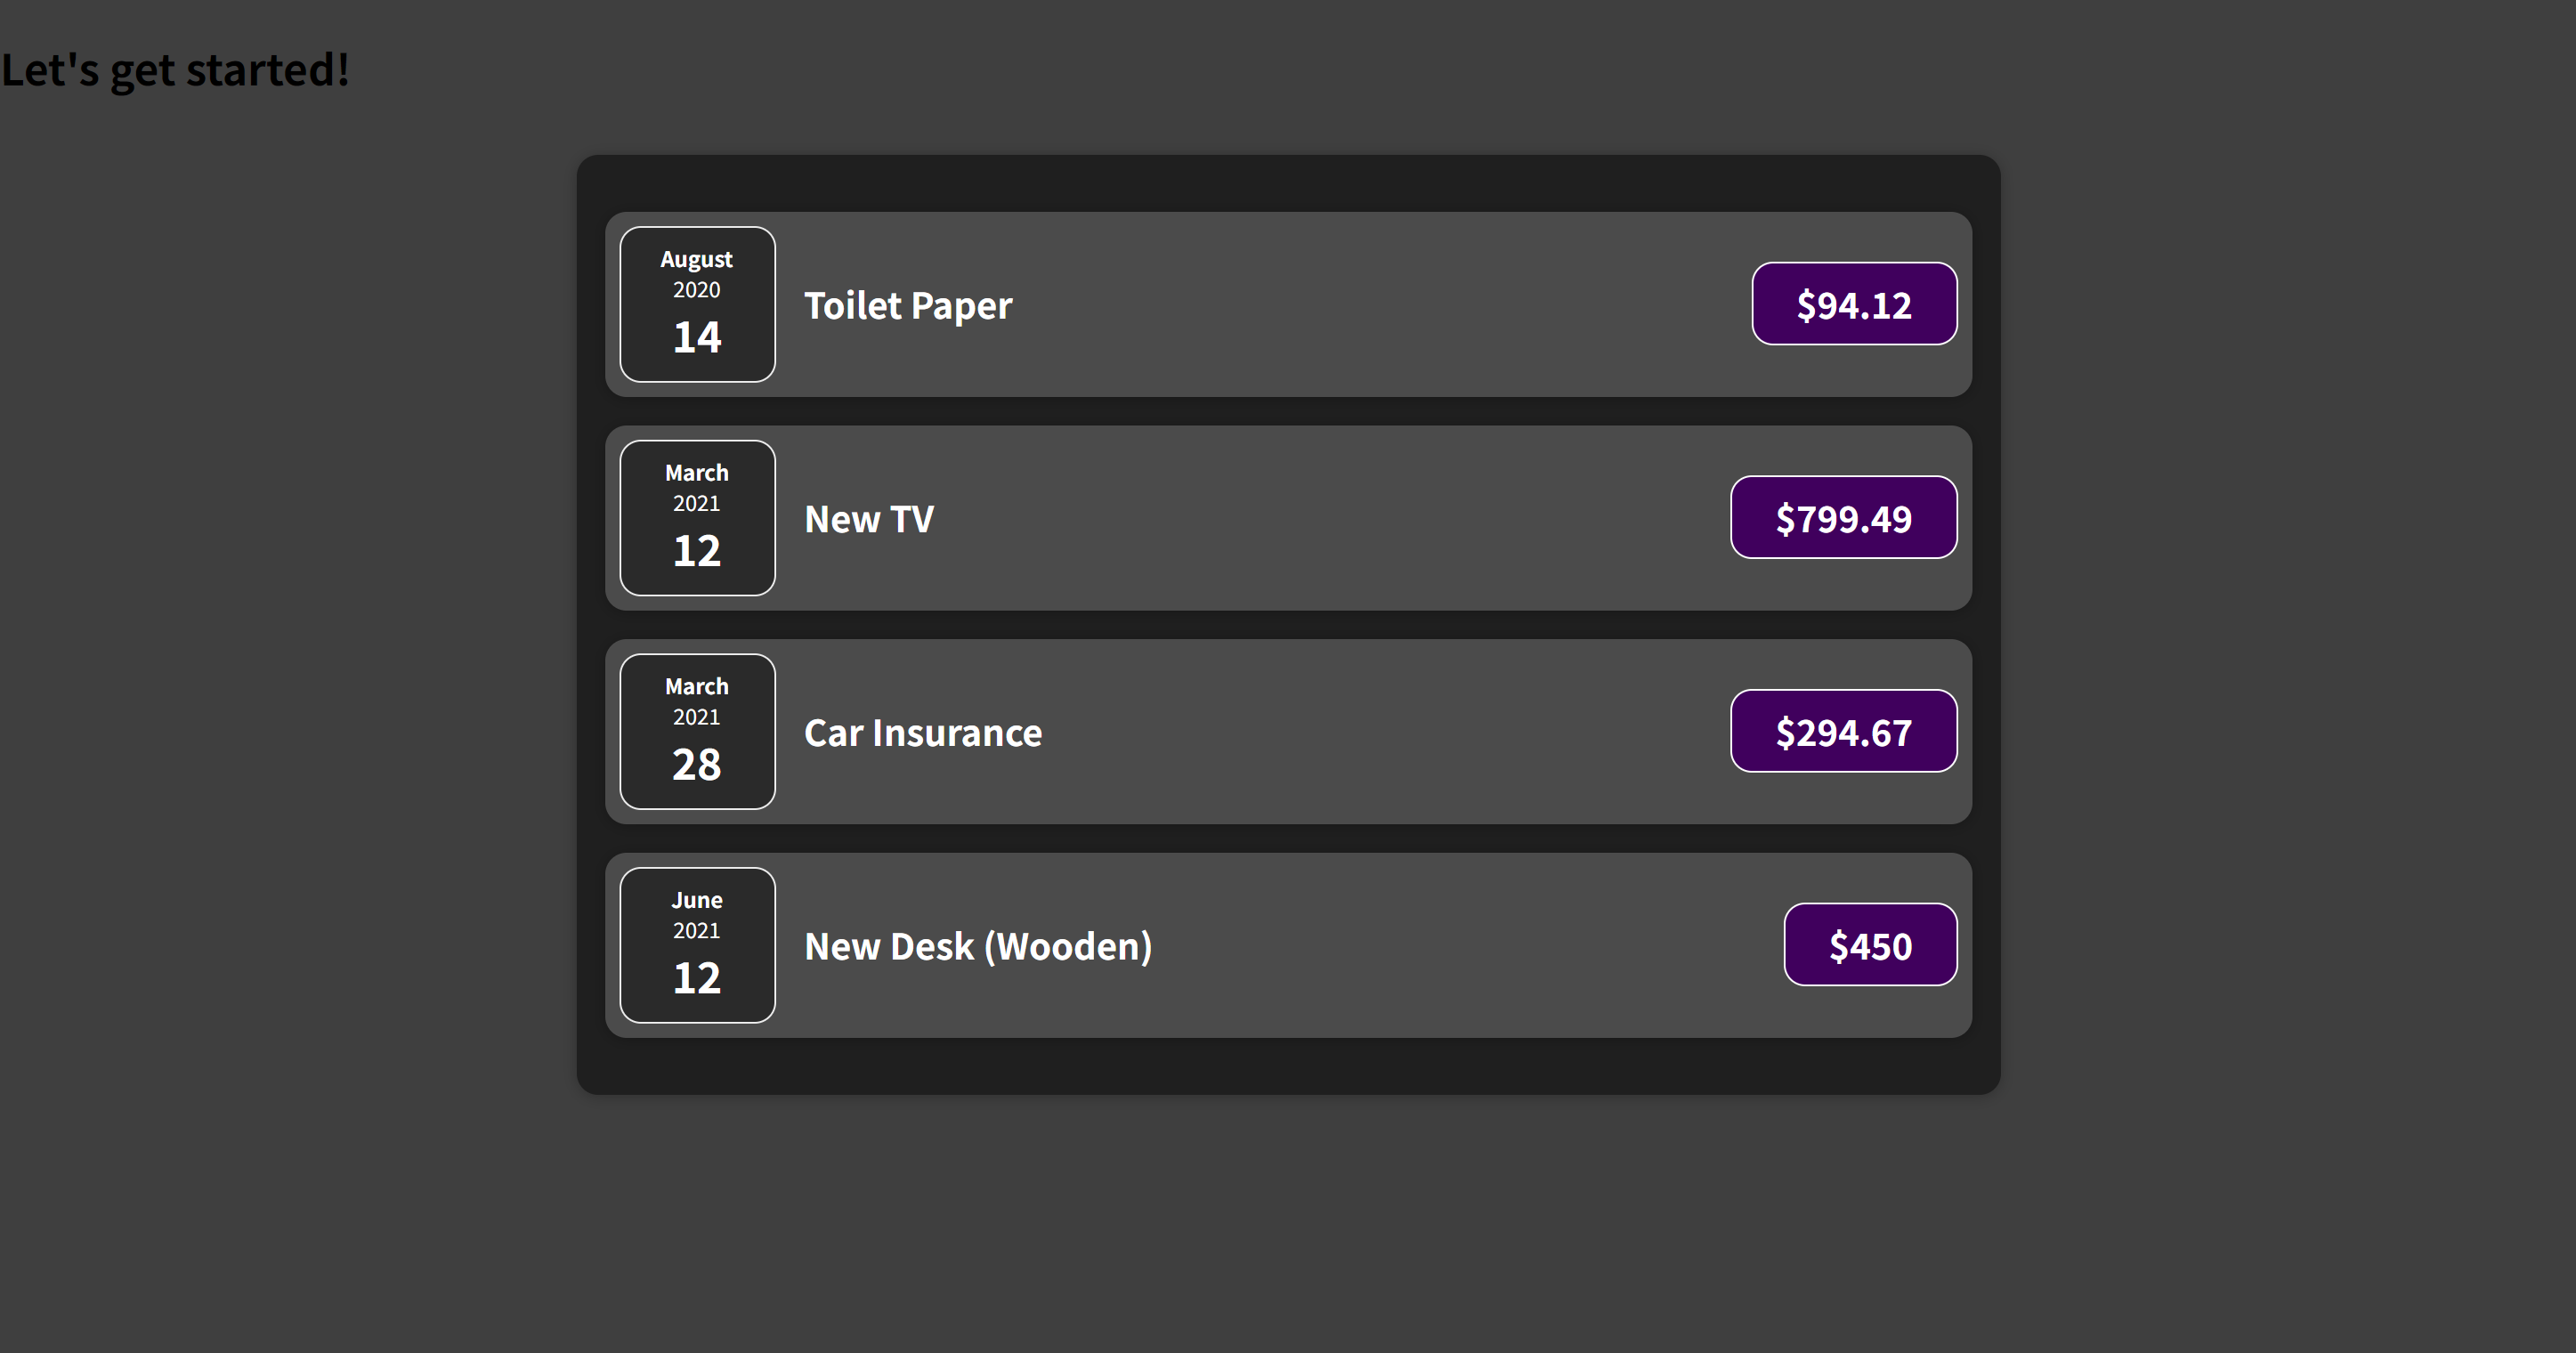 Let's get started!
August
2020
14
Toilet Paper
$94.12
March
2021
12
New TV
$799.49
March
2021
28
Car Insurance
$294.67
June
2021
12
New Desk (Wooden)
$450